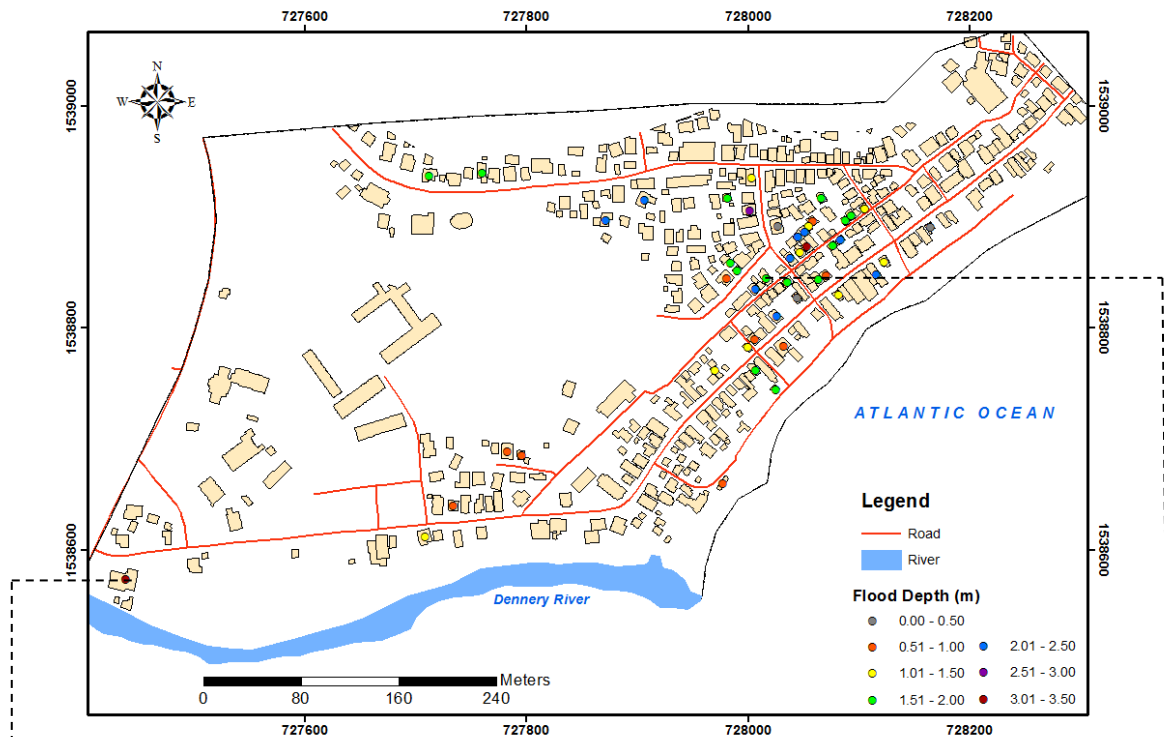 727600 727800 728000 728200
N
W E
S
1539000 1539000
1538800 1538800
ATLANTIC OCEAN
Legend
Road
River
1538600 1538600
Dennery River
Flood Depth (m)
0.00 - 0.50
0.51 - 1.00 2.01 - 2.50
1.01 - 1.50 2.51 - 3.00
1.51 - 2.00 3.01 - 3.50
Meters
0 80 160 240
727600 727800 728000 728200